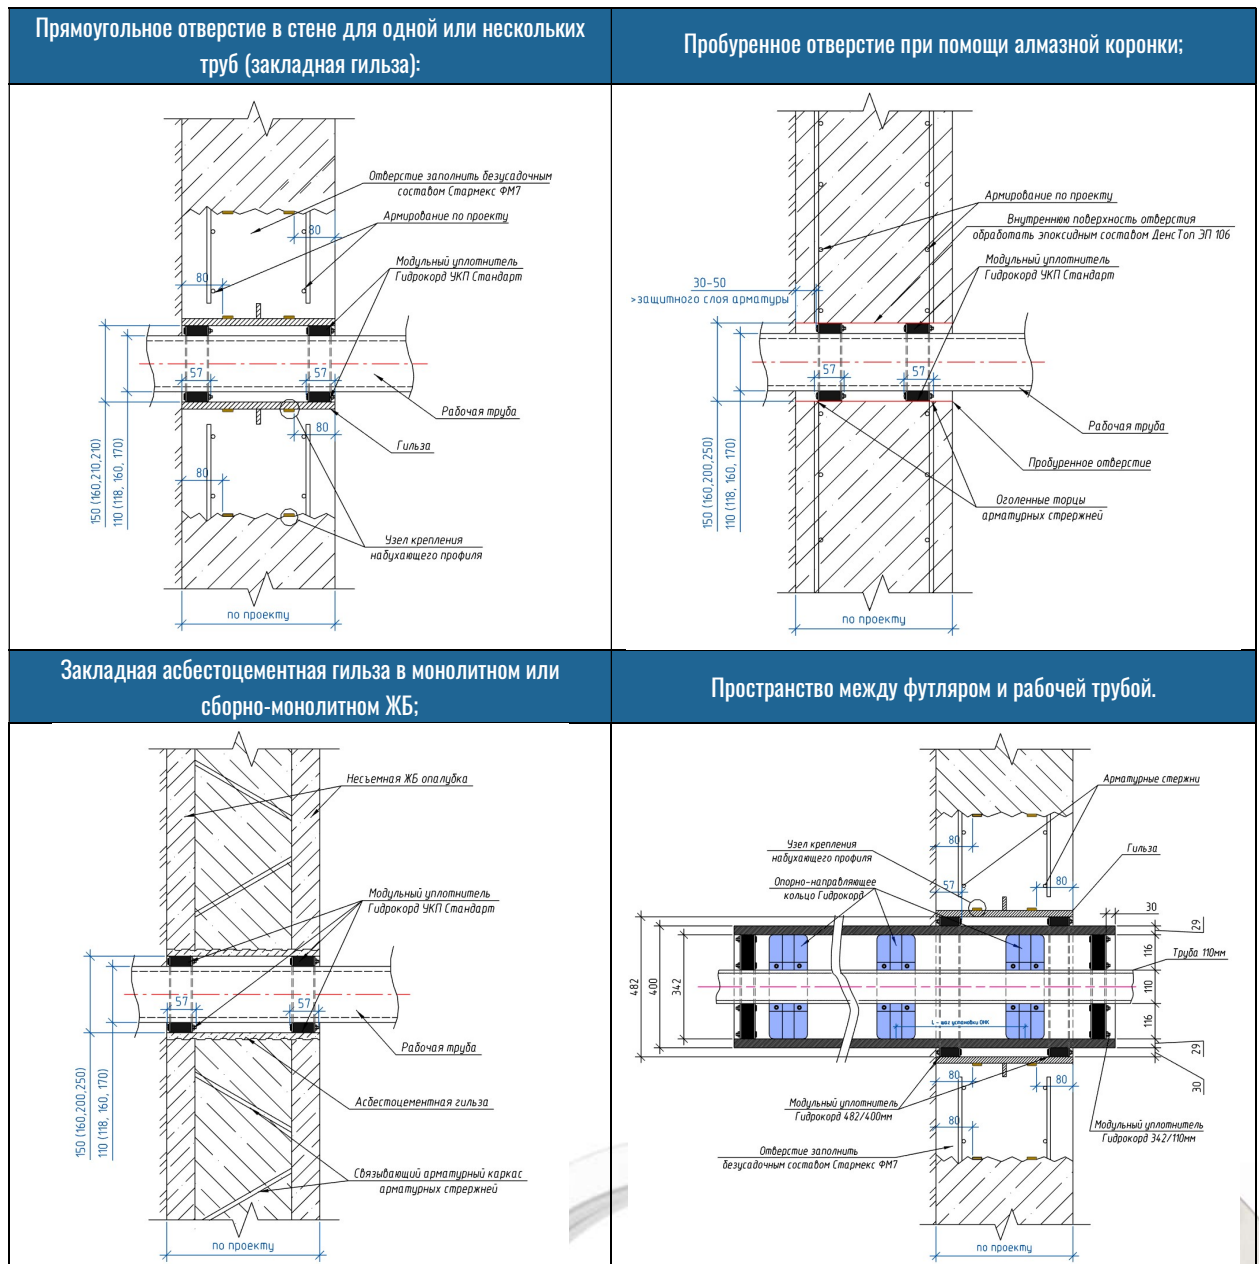 Прямоугольное отверстие в стене для одной или нескольких
труб (закладная гильза):
Отверстие заполнить безусадочным
составом Стармекс ФМ7
Армирование по проекту
80
Модульный уплотнитель
Гидрокорд УКП Стандарт
80
57
57
Рабочая труба
80
Гильза
80
150 (160,210,210)
110 (118, 160, 170)
Узел крепления
набухающего профиля
по проекту
Пробуренное отверстие при помощи алмазной коронки;
Армирование по проекту
Внутреннюю поверхность отверстия
обработать эпоксидным составом ДенсТоп ЭП 106
Модульный уплотнитель
Гидрокорд УКП Стандарт
30-50
>защитного слоя арматуры
57
57
Рабочая труба
Пробуренное отверстие
150 (160,200,250)
110 (118, 160, 170)
Оголенные торцы
арматурных стрержней
по проекту
Закладная асбестоцементная гильза в монолитном или
сборно-монолитном ЖБ;
Несъемная ЖБ опалубка
Модульный уплотнитель
Гидрокорд УКП Стандарт
57
57
Рабочая труба
Асбестоцементная гильза
150 (160,200,250)
110 (118, 160, 170)
Связывающий арматурный каркас
арматурных стрержней
по проекту
Пространство между футляром и рабочей трубой.
Арматурные стержни
Узел крепления
набухающего профиля
80
Гильза
Опорно-направляющее
кольцо Гидрокорд
57
80
30
29
116
Труба 110мм
482
400
342
110
L - шаг установки ОНК
116
29
80
80
30
Модульный уплотнитель
Гидрокорд 482/400мм
80
Модульный уплотнитель
Гидрокорд 342/110мм
Отверстие заполнить
безусадочным составом Стармекс ФМ7
по проекту